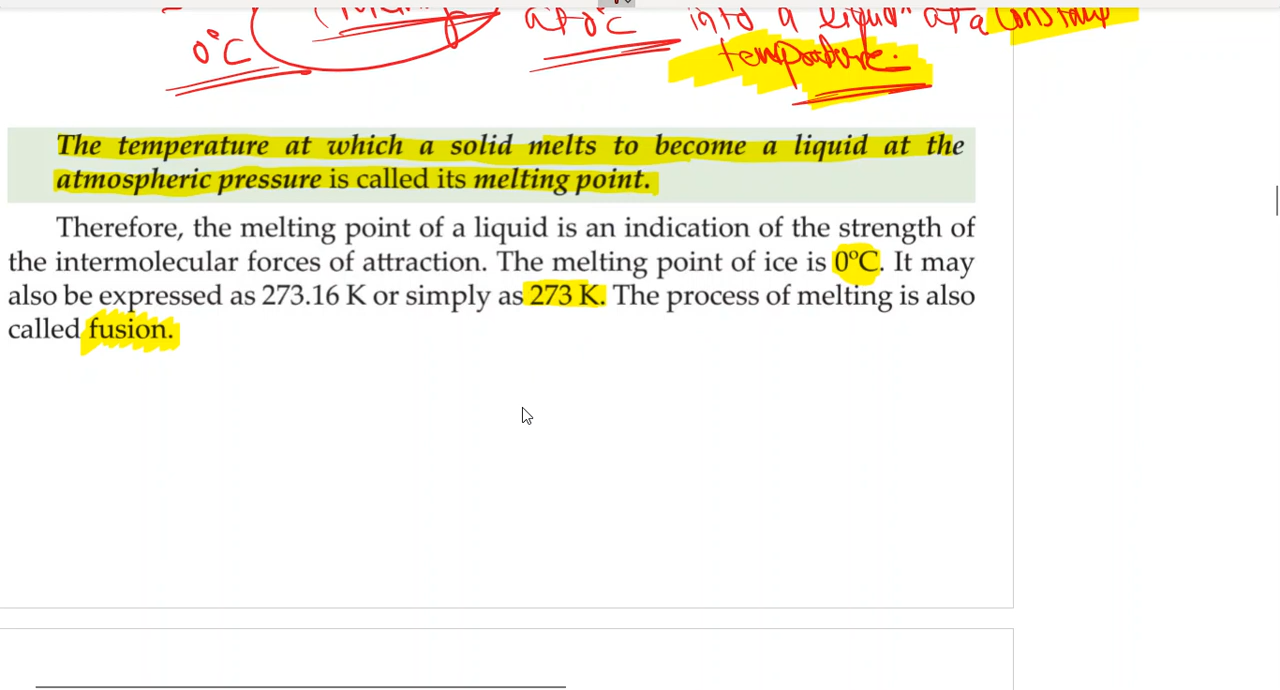 at 0°C into a liquid at a constant
0°C
temperature.
The temperature at which a solid melts to become a liquid at the
atmospheric pressure is called its melting point.
Therefore, the melting point of a liquid is an indication of the strength of
the intermolecular forces of attraction. The melting point of ice is 0°C. It may
also be expressed as 273.16 K or simply as 273 K. The process of melting is also
called fusion.